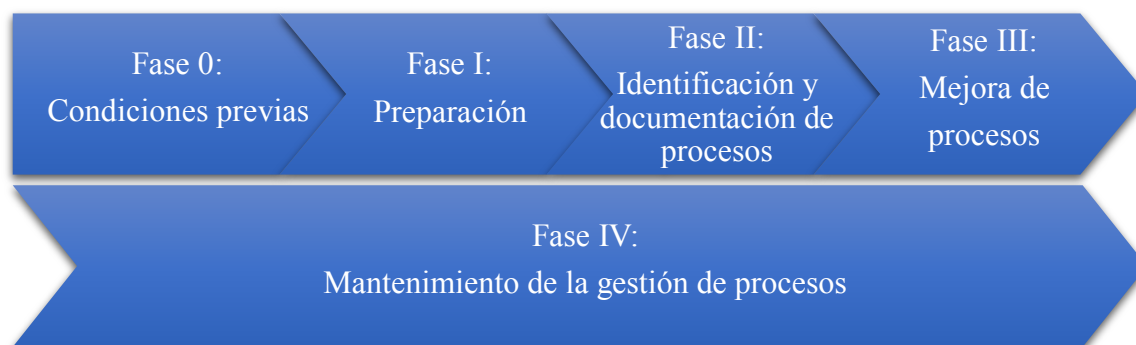 Fase 0:
Condiciones previas
Fase I:
Preparación
Fase II:
Identificación y
documentación de
procesos
Fase III:
Mejora de
procesos
Fase IV:
Mantenimiento de la gestión de procesos